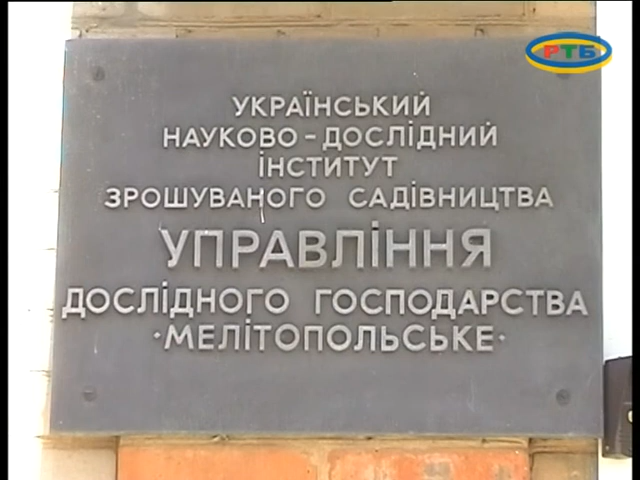 РТБ
УКРАЇНСЬКИЙ
НАУКОВО-ДОСЛІДНИЙ
ІНСТИТУТ
ЗРОШУВАНОГО САДІВНИЦТВА
УПРАВЛІННЯ
ДОСЛІДНОГО ГОСПОДАРСТВА
·МЕЛІТОПОЛЬСЬКЕ·